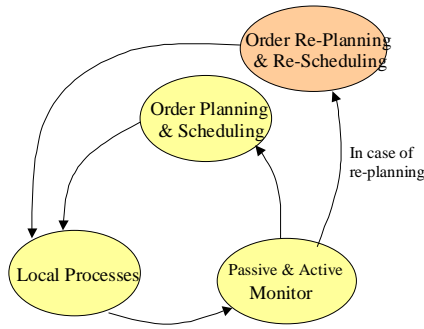 Order Re-Planning
& Re-Scheduling
Order Planning
& Scheduling
In case of
re-planning
Local Processes
Passive & Active
Monitor